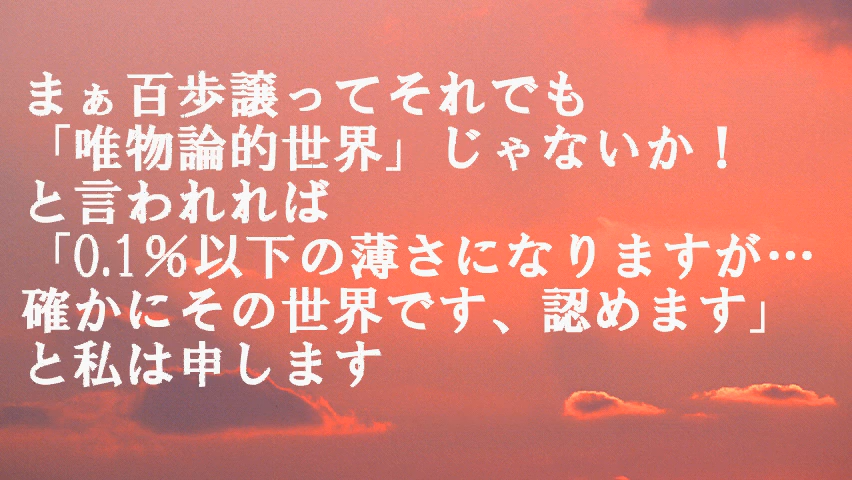 まぁ百歩譲ってそれでも
「唯物論的世界」じゃないか！
と言われれば
「0.1％以下の薄さになりますが…
確かにその世界です、認めます」
と私は申します